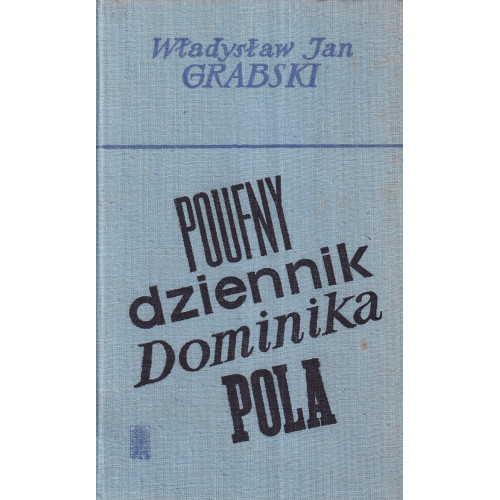 Władysław Jan
GRABSKI
POUFNY
dziennik
Dominika
POLA